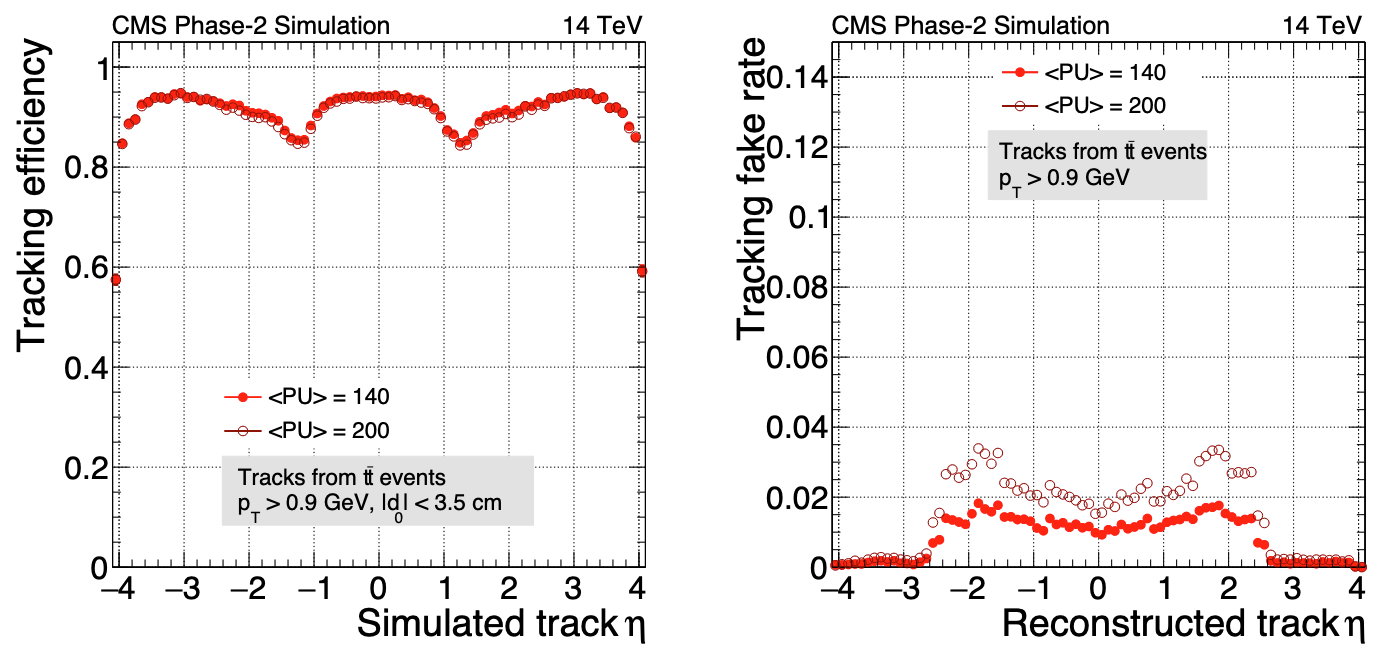 CMS Phase-2 Simulation 14 TeV
Tracking efficiency
1
0.8
0.6
0.4
0.2
0
<PU> = 140
<PU> = 200
Tracks from tt̄ events
p_T > 0.9 GeV, |d_0| < 3.5 cm
−4 −3 −2 −1 0 1 2 3 4
Simulated track η
CMS Phase-2 Simulation 14 TeV
Tracking fake rate
0.14
0.12
0.1
0.08
0.06
0.04
0.02
0
<PU> = 140
<PU> = 200
Tracks from tt̄ events
p_T > 0.9 GeV
−4 −3 −2 −1 0 1 2 3 4
Reconstructed track η